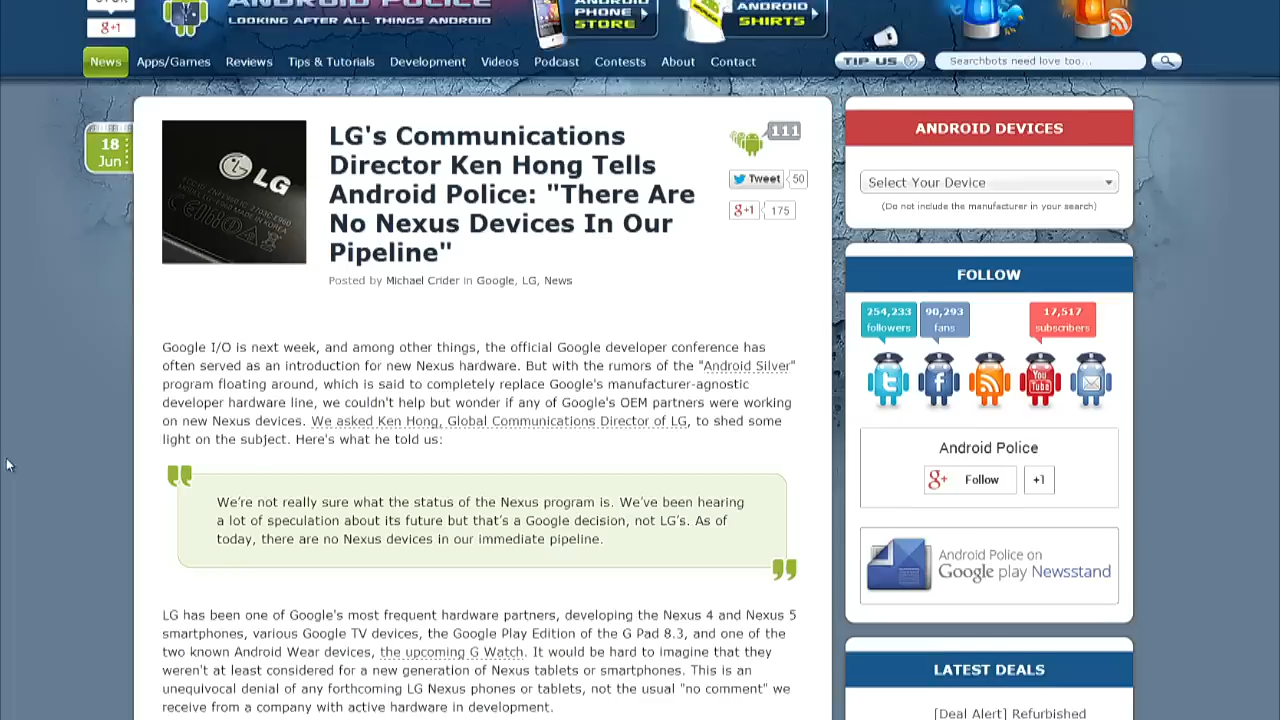 ANDROID POLICE
LOOKING AFTER ALL THINGS ANDROID
g+1
ANDROID
PHONE
STORE
ANDROID
SHIRTS
News
Apps/Games
Reviews
Tips & Tutorials
Development
Videos
Podcast
Contests
About
Contact
TIP US
Searchbots need love too...
18
Jun
LG
LG's Communications
Director Ken Hong Tells
Android Police: "There Are
No Nexus Devices In Our
Pipeline"
Posted by Michael Crider in Google, LG, News
111
Tweet
50
g+1
175
Google I/O is next week, and among other things, the official Google developer conference has
often served as an introduction for new Nexus hardware. But with the rumors of the "Android Silver"
program floating around, which is said to completely replace Google's manufacturer-agnostic
developer hardware line, we couldn't help but wonder if any of Google's OEM partners were working
on new Nexus devices. We asked Ken Hong, Global Communications Director of LG, to shed some
light on the subject. Here's what he told us:
We're not really sure what the status of the Nexus program is. We've been hearing
a lot of speculation about its future but that's a Google decision, not LG's. As of
today, there are no Nexus devices in our immediate pipeline.
LG has been one of Google's most frequent hardware partners, developing the Nexus 4 and Nexus 5
smartphones, various Google TV devices, the Google Play Edition of the G Pad 8.3, and one of the
two known Android Wear devices, the upcoming G Watch. It would be hard to imagine that they
weren't at least considered for a new generation of Nexus tablets or smartphones. This is an
unequivocal denial of any forthcoming LG Nexus phones or tablets, not the usual "no comment" we
receive from a company with active hardware in development.
ANDROID DEVICES
Select Your Device
(Do not include the manufacturer in your search)
FOLLOW
254,233
followers
90,293
fans
17,517
subscribers
You
Tube
Android Police
g+ Follow
+1
Android Police on
Google play Newsstand
LATEST DEALS
[Deal Alert] Refurbished